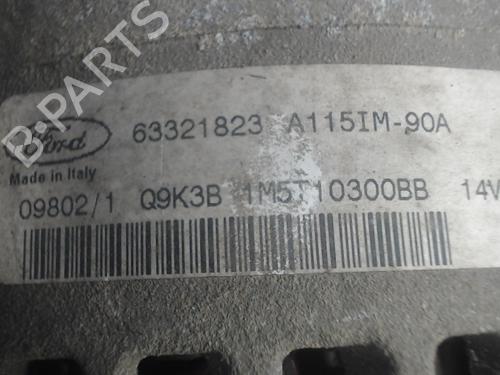 B-PARTS
Ford 63321823 A115IM-90A
Made in Italy
09802/1 Q9K3B 1M5T10300BB 14V